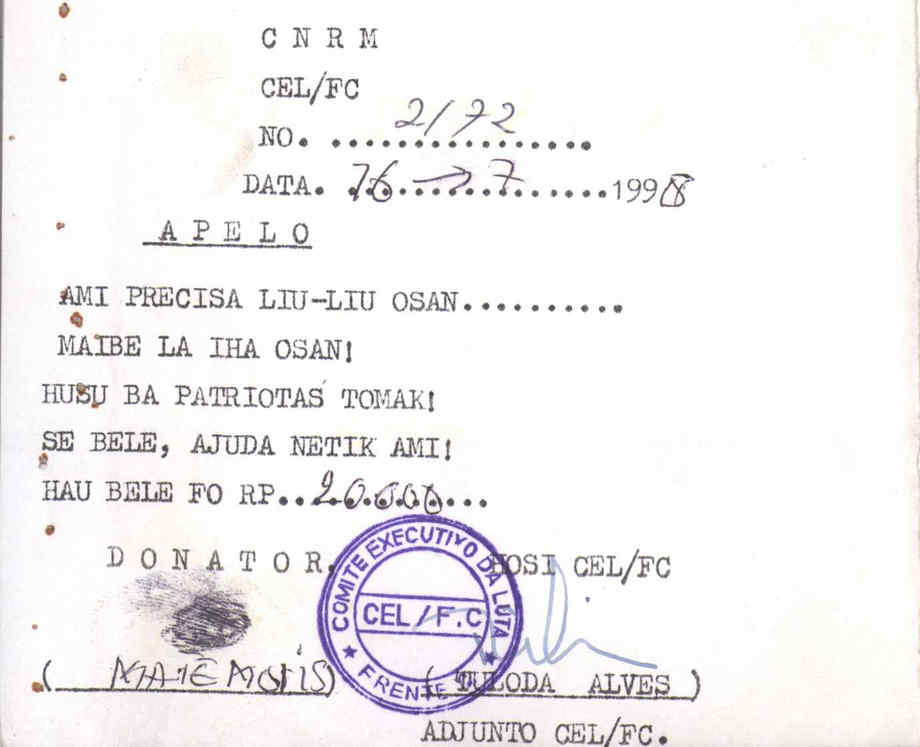 C N R M
CEL/FC
NO. ....2/72.....
DATA. 16 → 7 ......1998
A P E L O
AMI PRECISA LIU-LIU OSAN..........
MAIBE LA IHA OSAN!
HUSU BA PATRIOTAS TOMAK!
SE BELE, AJUDA NETIK AMI!
HAU BELE FO RP..20.000...
D O N A T O R, HOSI CEL/FC
COMITE EXECUTIVO DA LUTA
CEL/F.C
FRENTE
( ) ( TULODA ALVES )
ADJUNTO CEL/FC.